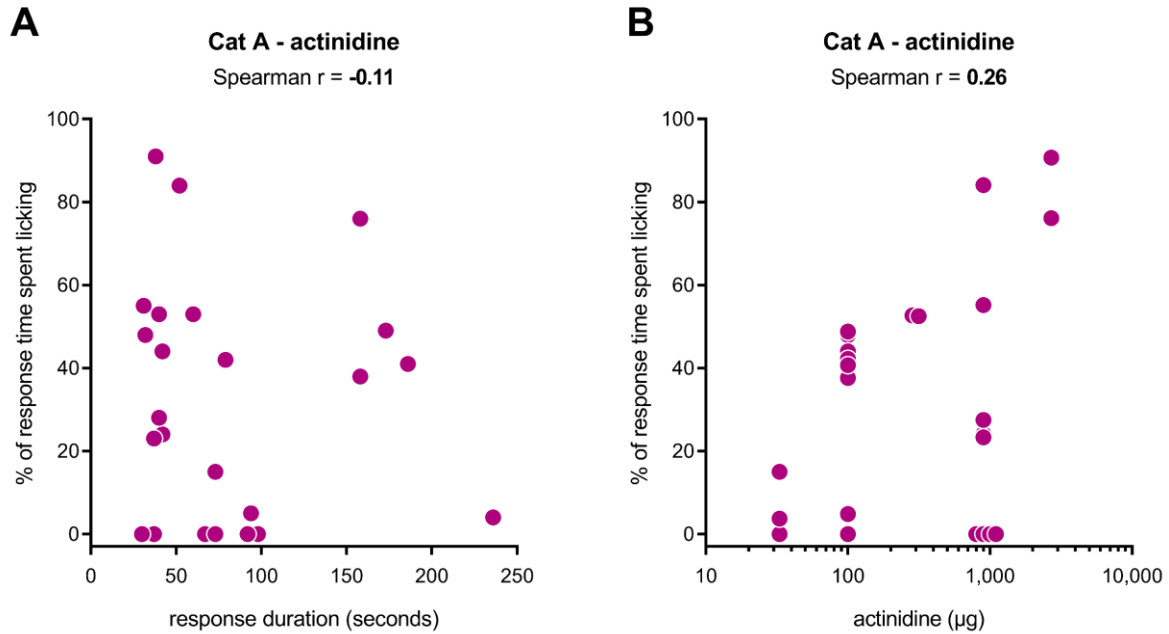 A
Cat A - actinidine
Spearman r = -0.11
% of response time spent licking
100
80
60
40
20
0
0 50 100 150 200 250
response duration (seconds)
B
Cat A - actinidine
Spearman r = 0.26
% of response time spent licking
100
80
60
40
20
0
10 100 1,000 10,000
actinidine (µg)